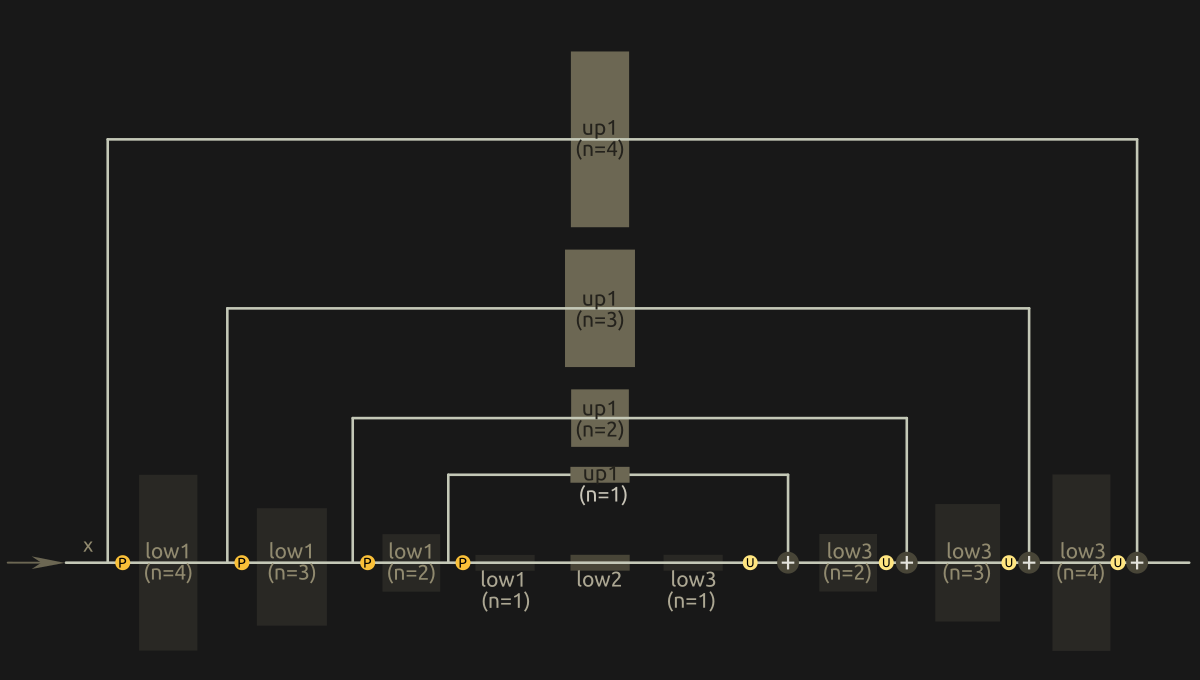 up1
(n=4)
up1
(n=3)
up1
(n=2)
up1
(n=1)
x
P
low1
(n=4)
P
low1
(n=3)
P
low1
(n=2)
P
low1
(n=1)
low2
low3
(n=1)
U
+
low3
(n=2)
U
+
low3
(n=3)
U
+
low3
(n=4)
U
+